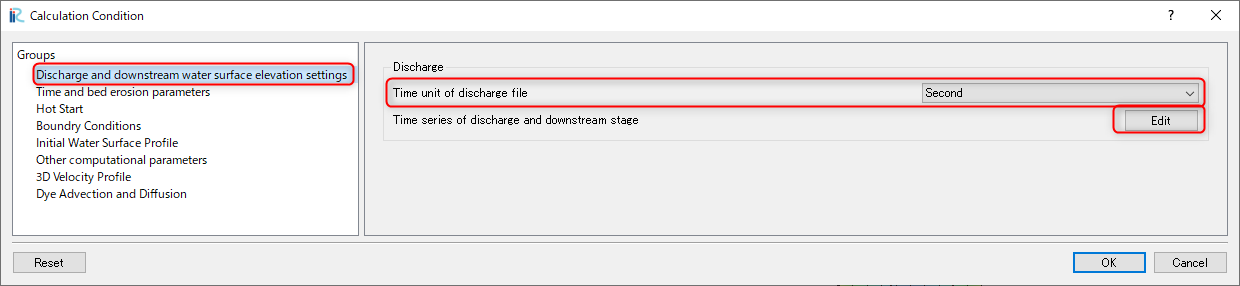 Calculation Condition
?
Groups
Discharge and downstream water surface elevation settings
Time and bed erosion parameters
Hot Start
Boundry Conditions
Initial Water Surface Profile
Other computational parameters
3D Velocity Profile
Dye Advection and Diffusion
Discharge
Time unit of discharge file
Second
Time series of discharge and downstream stage
Edit
Reset
OK
Cancel